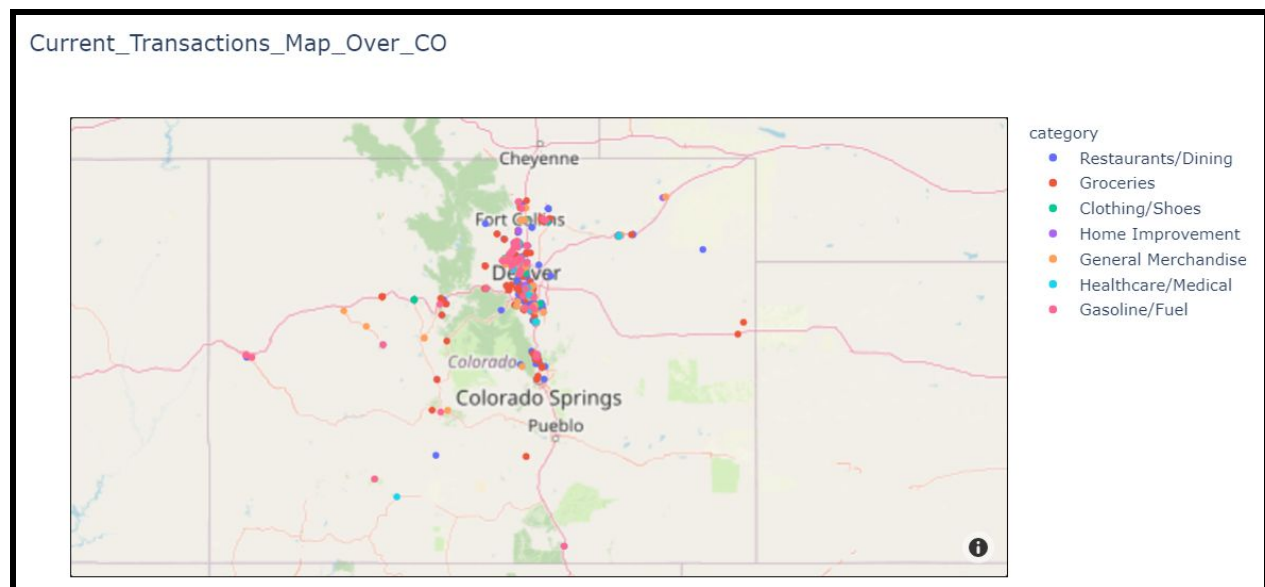 Current_Transactions_Map_Over_CO
category
Restaurants/Dining
Groceries
Clothing/Shoes
Home Improvement
General Merchandise
Healthcare/Medical
Gasoline/Fuel
Cheyenne
Fort Collins
Denver
Colorado
Colorado Springs
Pueblo
i